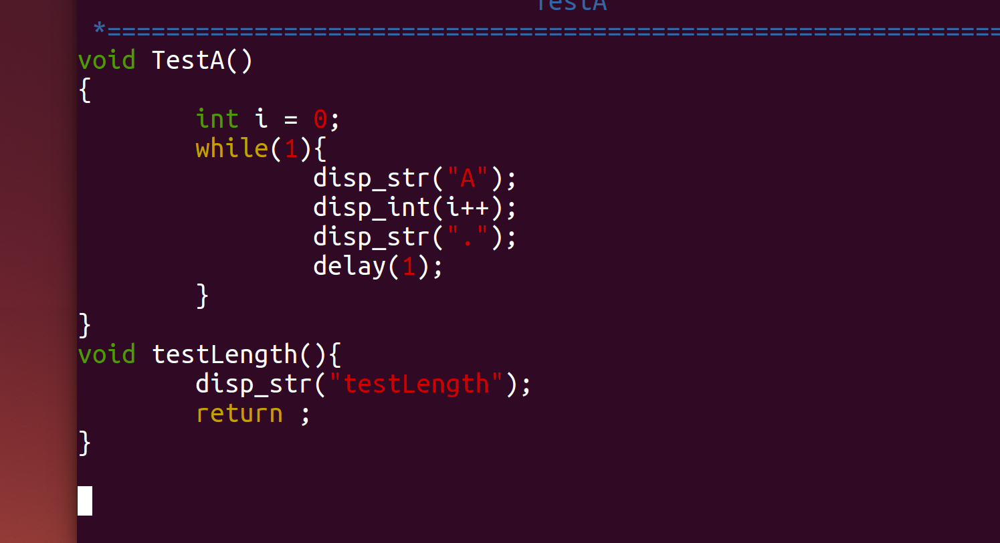 TestA
*=============================================================
void TestA()
{
        int i = 0;
        while(1){
                disp_str("A");
                disp_int(i++);
                disp_str(".");
                delay(1);
        }
}
void testLength(){
        disp_str("testLength");
        return ;
}